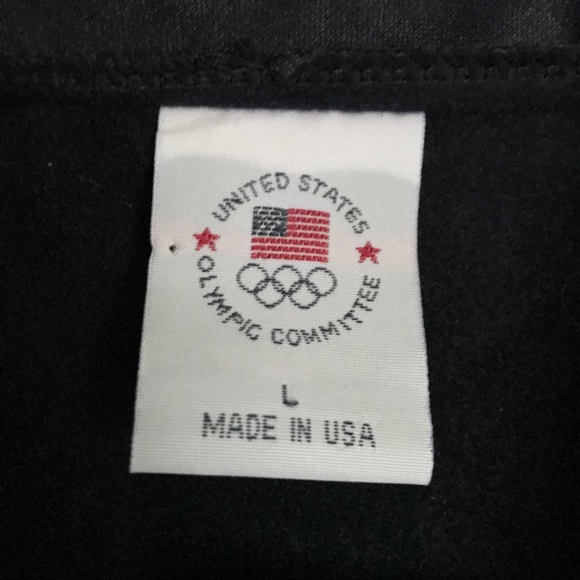 UNITED STATES
OLYMPIC COMMITTEE
L
MADE IN USA